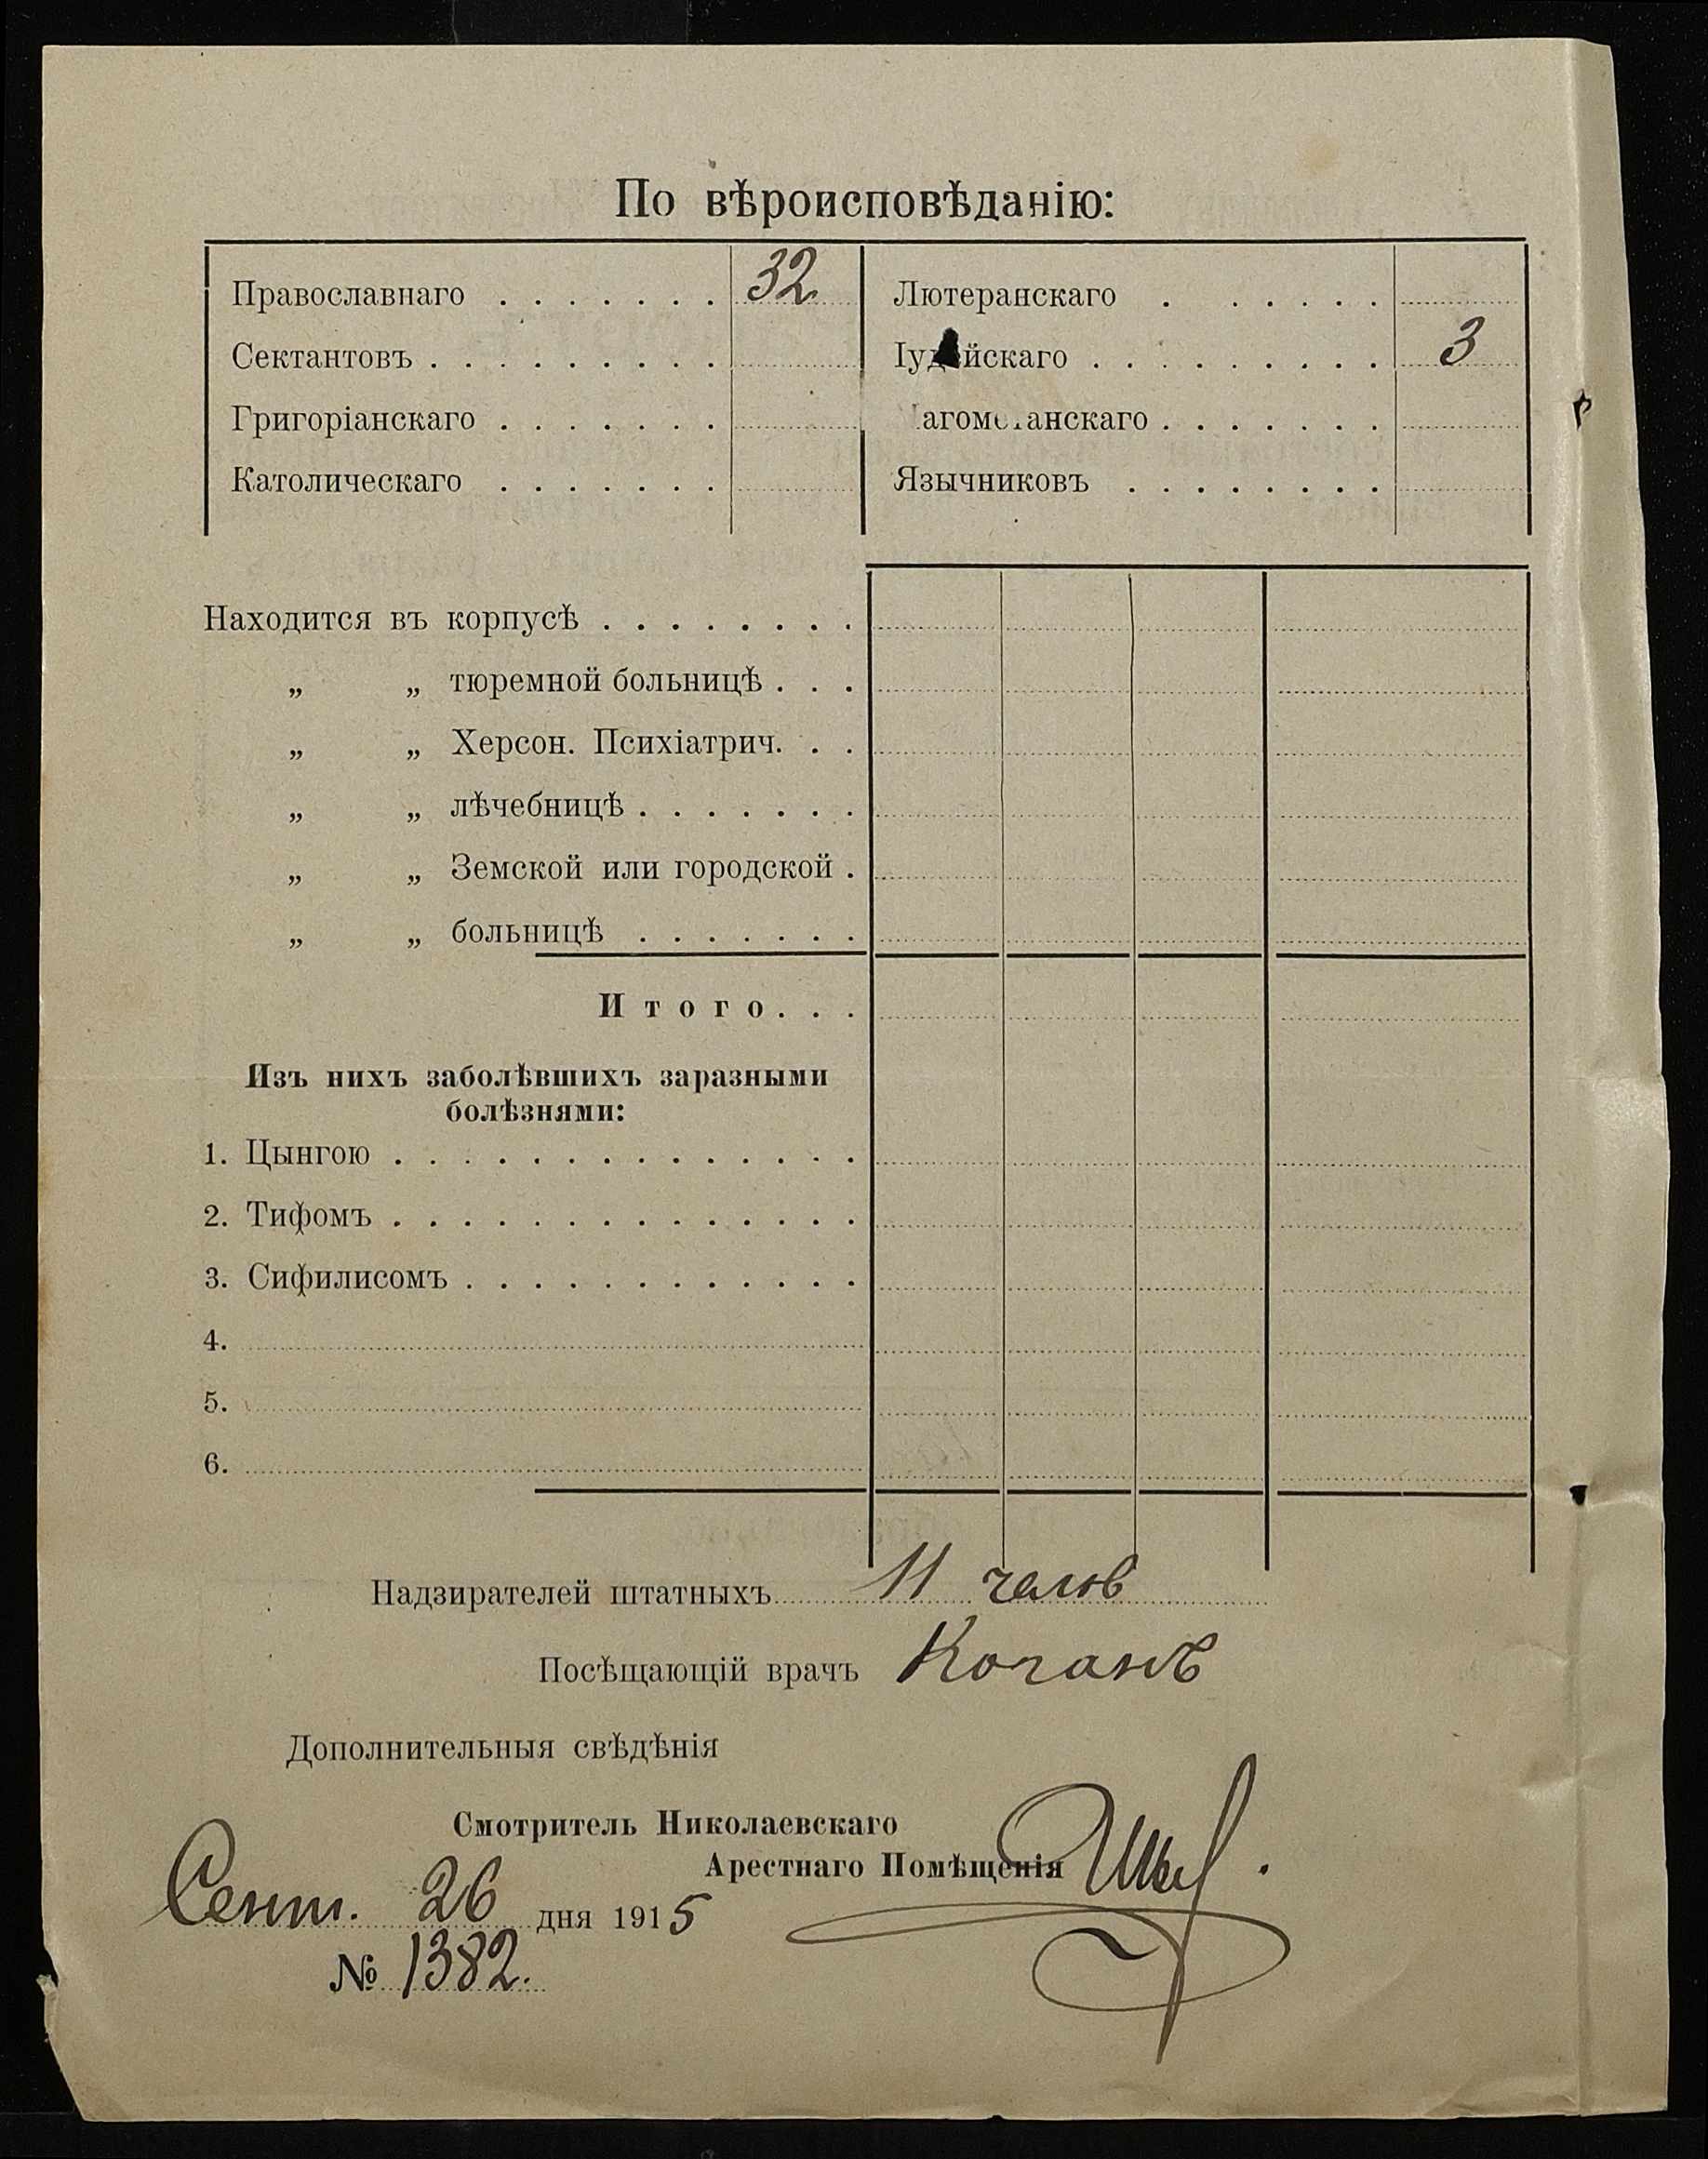 По вѣроисповѣданію:
Православнаго . . . . . . . 32 Лютеранскаго . . . . . .
Сектантовъ . . . . . . . . . Іудейскаго . . . . . . . . . 3
Григоріанскаго . . . . . . . Магометанскаго . . . . . . .
Католическаго . . . . . . . Язычниковъ . . . . . . . .
Находится въ корпусѣ . . . . . . . .
„ „ тюремной больницѣ . . .
„ „ Херсон. Психіатрич. . .
„ „ лѣчебницѣ . . . . . . .
„ „ Земской или городской .
„ „ больницѣ . . . . . . .
Итого . . .
Изъ нихъ заболѣвшихъ заразными
болѣзнями:
1. Цынгою . . . . . . . . . . . . . .
2. Тифомъ . . . . . . . . . . . . . .
3. Сифилисомъ . . . . . . . . . . . .
4.
5.
6.
Надзирателей штатныхъ 11 челов
Посѣщающій врачъ Коганъ
Дополнительныя свѣдѣнія
Смотритель Николаевскаго
Арестнаго Помѣщенія
Сент. 26 дня 1915
№ 1382.